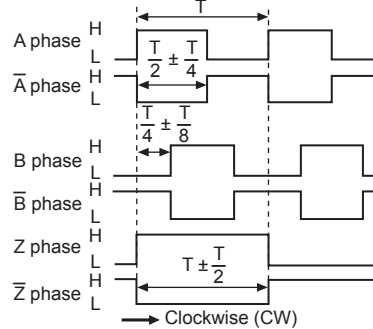 T
A phase H
L
T/2 ± T/4
A̅ phase H
L
T/4 ± T/8
B phase H
L
B̅ phase H
L
Z phase H
L
T ± T/2
Z̅ phase H
L
Clockwise (CW)